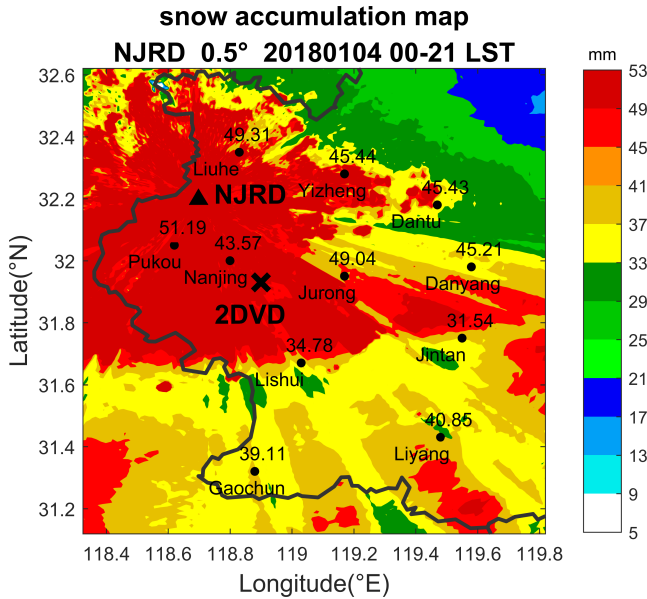 snow accumulation map
NJRD 0.5° 20180104 00-21 LST
mm
32.6
32.4
32.2
32
31.8
31.6
31.4
31.2
Latitude(°N)
49.31
Liuhe
45.44
Yizheng
NJRD
45.43
Dantu
51.19
Pukou
43.57
Nanjing
49.04
Jurong
45.21
Danyang
2DVD
31.54
Jintan
34.78
Lishui
40.85
Liyang
39.11
Gaochun
118.4 118.6 118.8 119 119.2 119.4 119.6 119.8
Longitude(°E)
53
49
45
41
37
33
29
25
21
17
13
9
5